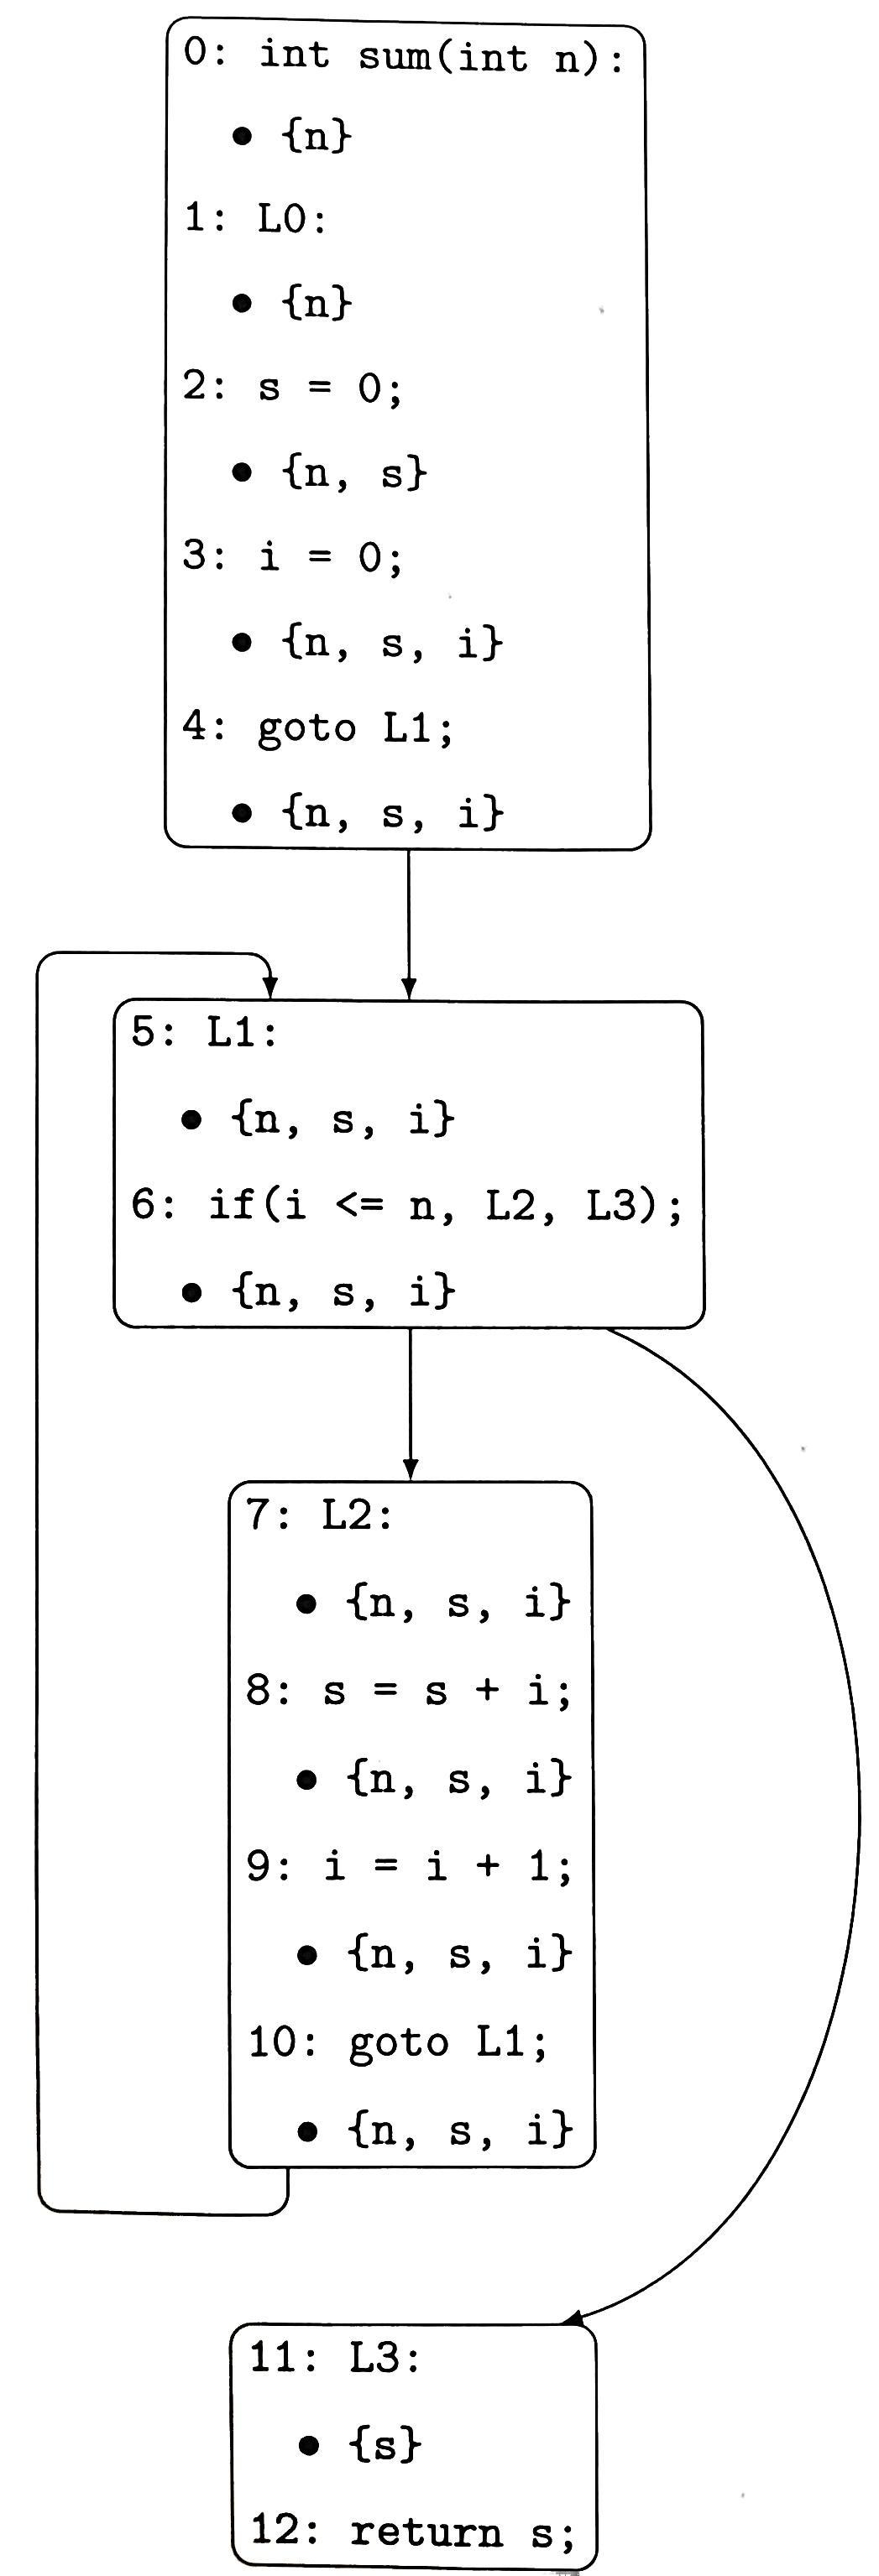 0: int sum(int n):
• {n}
1: L0:
• {n}
2: s = 0;
• {n, s}
3: i = 0;
• {n, s, i}
4: goto L1;
• {n, s, i}
5: L1:
• {n, s, i}
6: if(i <= n, L2, L3);
• {n, s, i}
7: L2:
• {n, s, i}
8: s = s + i;
• {n, s, i}
9: i = i + 1;
• {n, s, i}
10: goto L1;
• {n, s, i}
11: L3:
• {s}
12: return s;